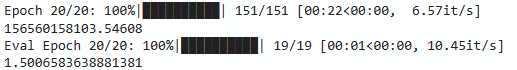 Epoch 20/20: 100%|██████████| 151/151 [00:22<00:00,  6.57it/s]
156560158103.54608
Eval Epoch 20/20: 100%|██████████| 19/19 [00:01<00:00, 10.45it/s]
1.5006583638881381